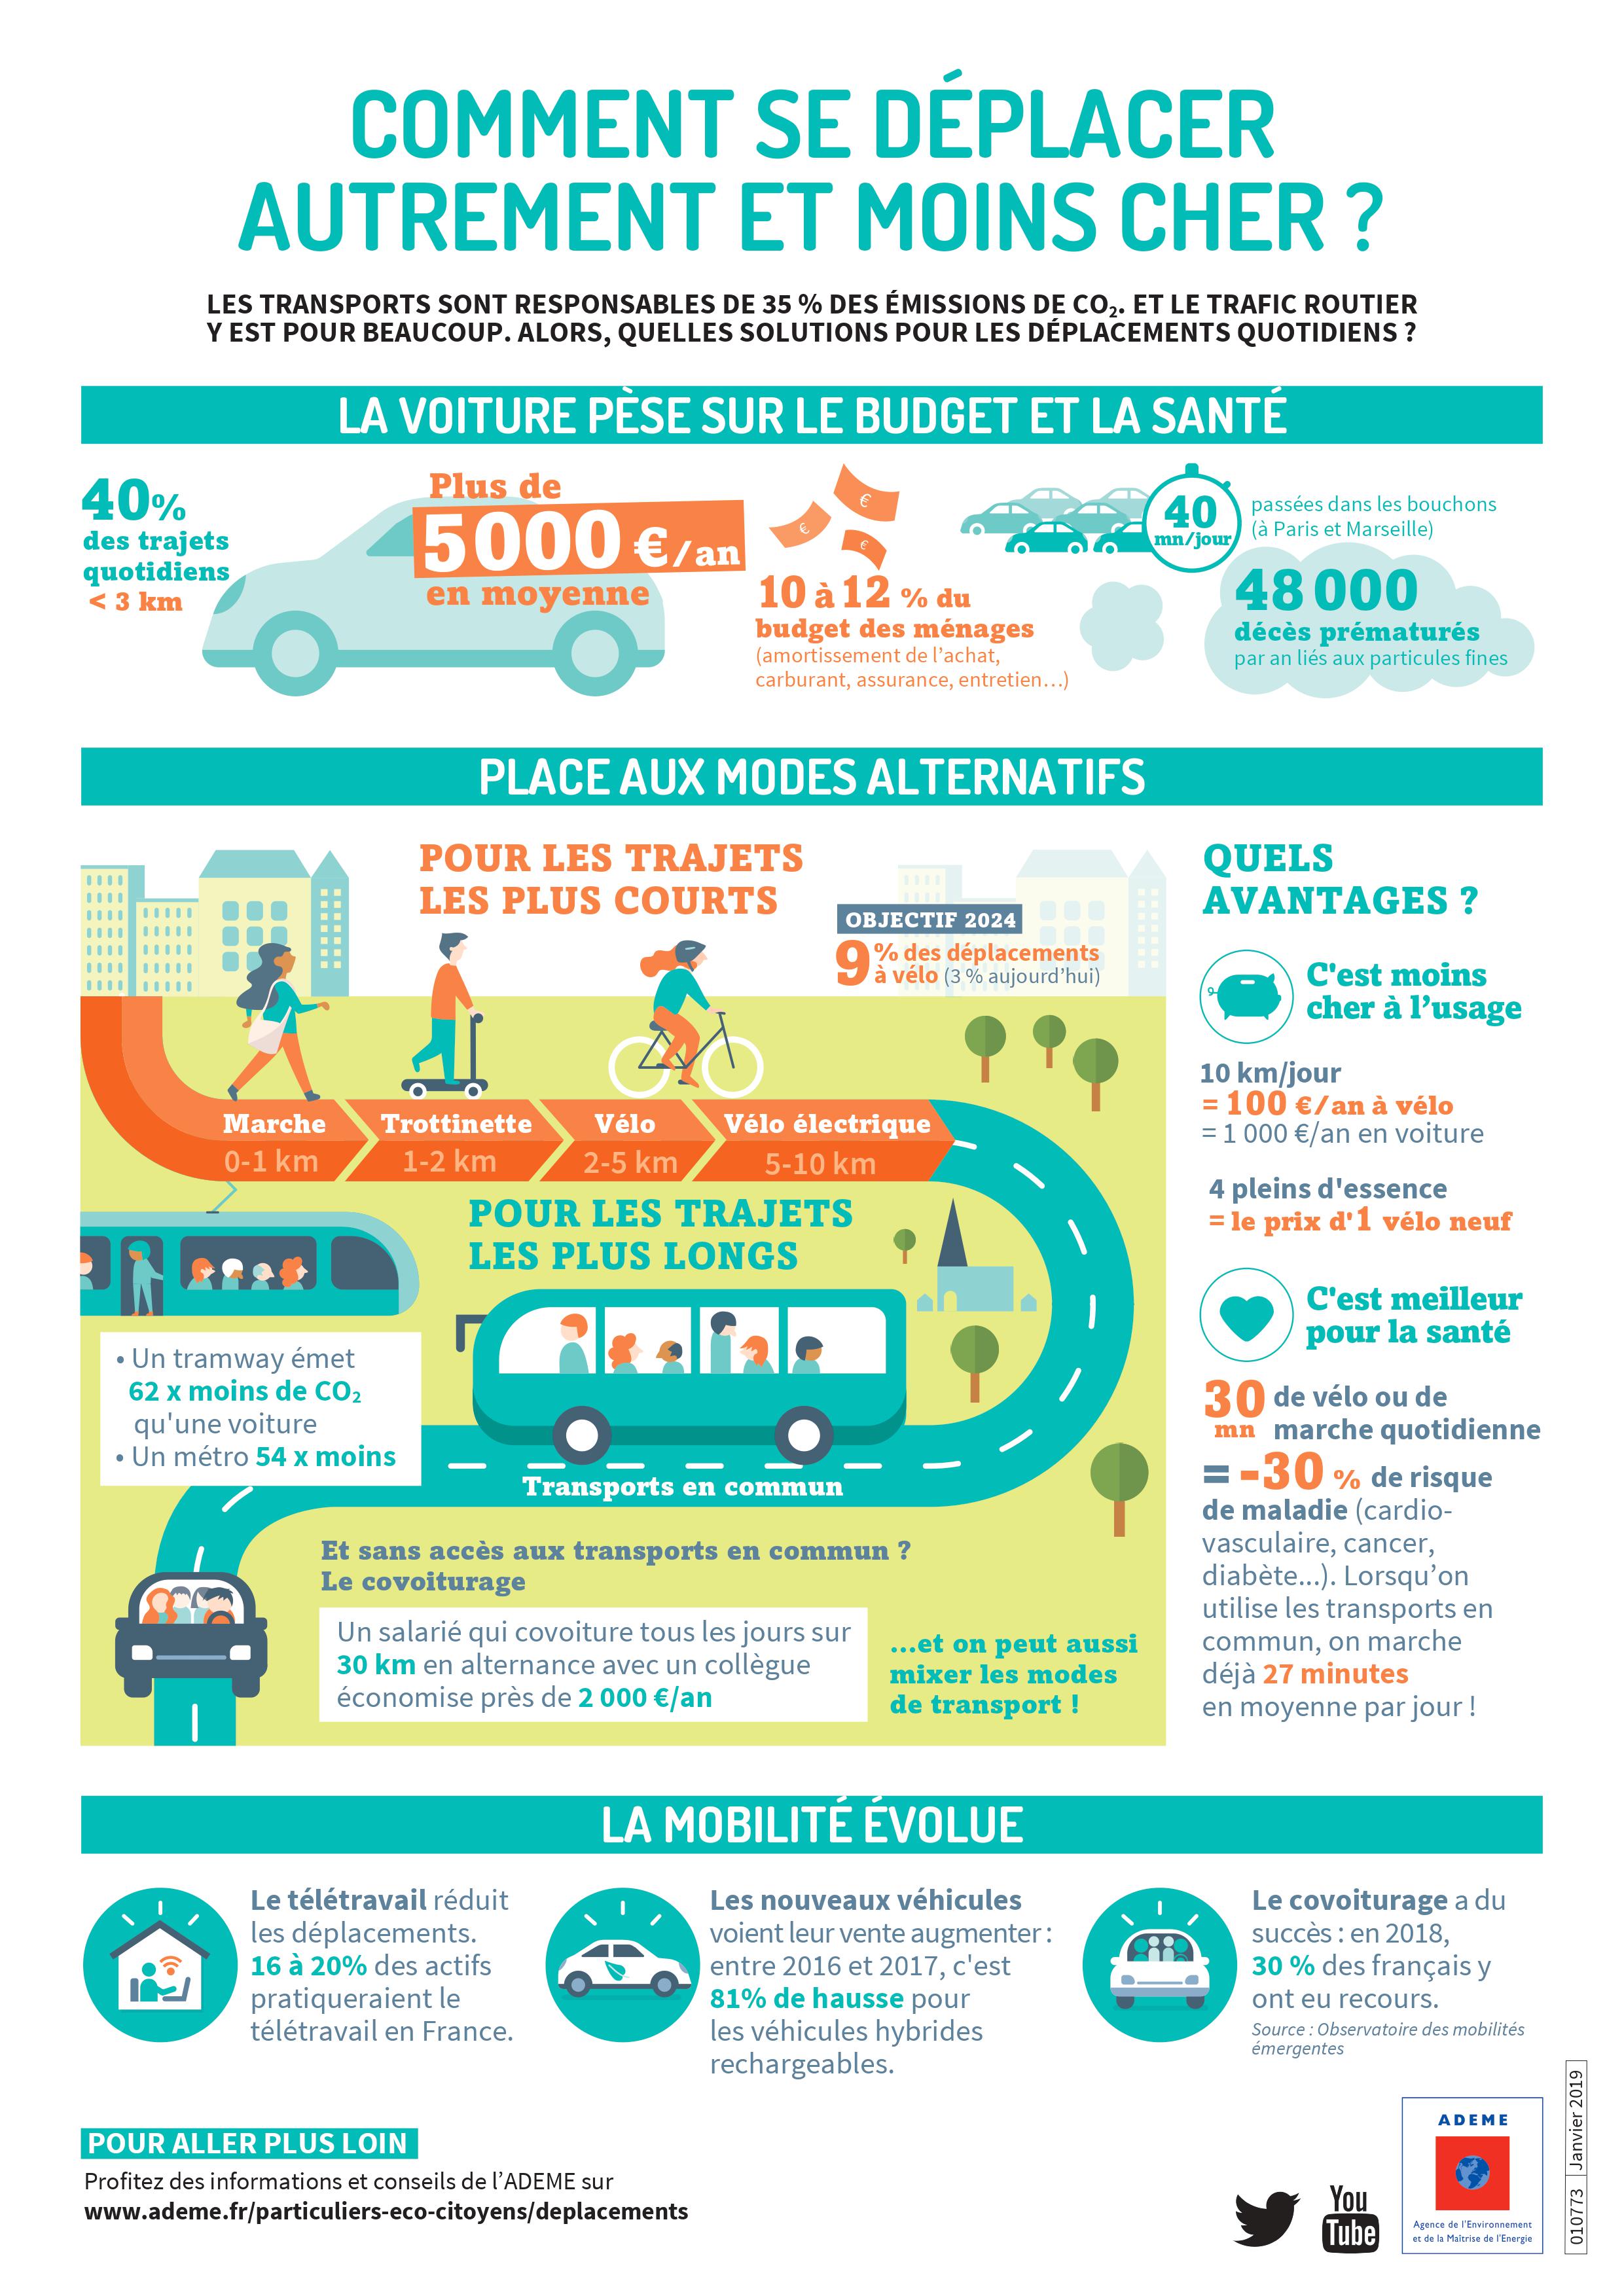 COMMENT SE DÉPLACER
AUTREMENT ET MOINS CHER ?
LES TRANSPORTS SONT RESPONSABLES DE 35 % DES ÉMISSIONS DE CO₂. ET LE TRAFIC ROUTIER
Y EST POUR BEAUCOUP. ALORS, QUELLES SOLUTIONS POUR LES DÉPLACEMENTS QUOTIDIENS ?
LA VOITURE PÈSE SUR LE BUDGET ET LA SANTÉ
40%
des trajets
quotidiens
< 3 km
Plus de
5000 €/an
en moyenne
€
€
€
10 à 12 % du
budget des ménages
(amortissement de l'achat,
carburant, assurance, entretien...)
40
mn/jour
passées dans les bouchons
(à Paris et Marseille)
48 000
décès prématurés
par an liés aux particules fines
PLACE AUX MODES ALTERNATIFS
POUR LES TRAJETS
LES PLUS COURTS
OBJECTIF 2024
9 % des déplacements
à vélo (3 % aujourd'hui)
Marche
0-1 km
Trottinette
1-2 km
Vélo
2-5 km
Vélo électrique
5-10 km
POUR LES TRAJETS
LES PLUS LONGS
• Un tramway émet
62 x moins de CO₂
qu'une voiture
• Un métro 54 x moins
Transports en commun
Et sans accès aux transports en commun ?
Le covoiturage
Un salarié qui covoiture tous les jours sur
30 km en alternance avec un collègue
économise près de 2 000 €/an
...et on peut aussi
mixer les modes
de transport !
QUELS
AVANTAGES ?
C'est moins
cher à l'usage
10 km/jour
= 100 €/an à vélo
= 1 000 €/an en voiture
4 pleins d'essence
= le prix d'1 vélo neuf
C'est meilleur
pour la santé
30 mn de vélo ou de
marche quotidienne
= -30 % de risque
de maladie (cardio-
vasculaire, cancer,
diabète...). Lorsqu'on
utilise les transports en
commun, on marche
déjà 27 minutes
en moyenne par jour !
LA MOBILITÉ ÉVOLUE
Le télétravail réduit
les déplacements.
16 à 20% des actifs
pratiqueraient le
télétravail en France.
Les nouveaux véhicules
voient leur vente augmenter :
entre 2016 et 2017, c'est
81% de hausse pour
les véhicules hybrides
rechargeables.
Le covoiturage a du
succès : en 2018,
30 % des français y
ont eu recours.
Source : Observatoire des mobilités
émergentes
POUR ALLER PLUS LOIN
Profitez des informations et conseils de l'ADEME sur
www.ademe.fr/particuliers-eco-citoyens/deplacements
You
Tube
ADEME
Agence de l'Environnement
et de la Maîtrise de l'Energie
010773 | Janvier 2019